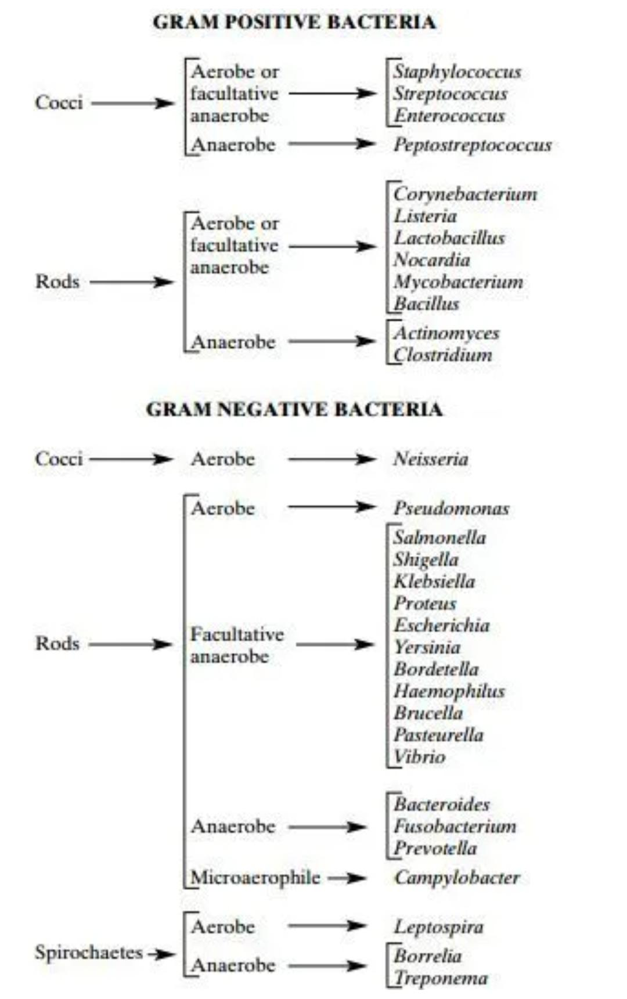 GRAM POSITIVE BACTERIA
Cocci
Aerobe or
facultative
anaerobe
Staphylococcus
Streptococcus
Enterococcus
Anaerobe
Peptostreptococcus
Rods
Aerobe or
facultative
anaerobe
Corynebacterium
Listeria
Lactobacillus
Nocardia
Mycobacterium
Bacillus
Anaerobe
Actinomyces
Clostridium
GRAM NEGATIVE BACTERIA
Cocci
Aerobe
Neisseria
Rods
Aerobe
Pseudomonas
Facultative
anaerobe
Salmonella
Shigella
Klebsiella
Proteus
Escherichia
Yersinia
Bordetella
Haemophilus
Brucella
Pasteurella
Vibrio
Anaerobe
Bacteroides
Fusobacterium
Prevotella
Microaerophile
Campylobacter
Spirochaetes
Aerobe
Leptospira
Anaerobe
Borrelia
Treponema